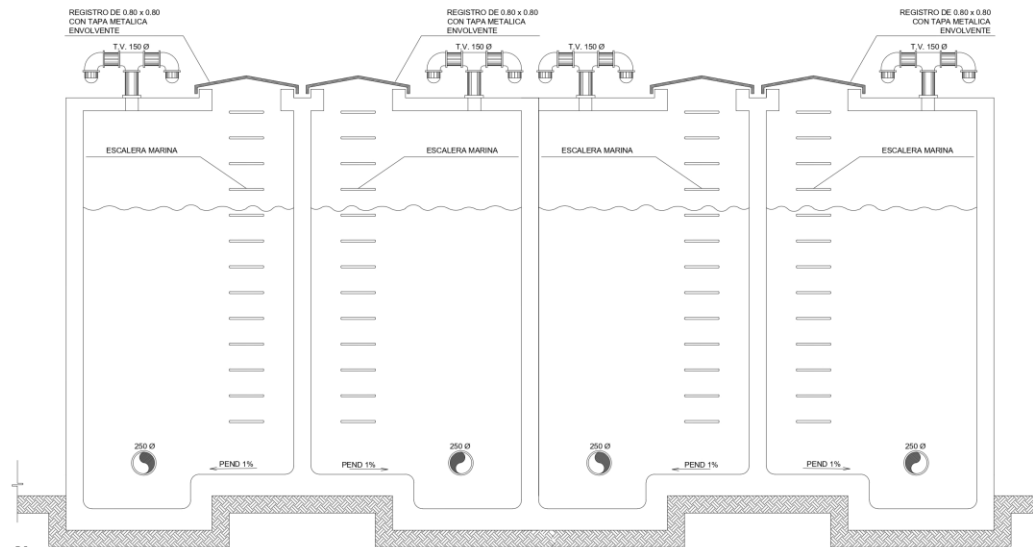 REGISTRO DE 0.80 x 0.80
CON TAPA METALICA
ENVOLVENTE
REGISTRO DE 0.80 x 0.80
CON TAPA METALICA
ENVOLVENTE
REGISTRO DE 0.80 x 0.80
CON TAPA METALICA
ENVOLVENTE
T.V. 150 Ø
T.V. 150 Ø
T.V. 150 Ø
T.V. 150 Ø
ESCALERA MARINA
ESCALERA MARINA
ESCALERA MARINA
ESCALERA MARINA
250 Ø
250 Ø
250 Ø
250 Ø
PEND 1%
PEND 1%
PEND 1%
PEND 1%